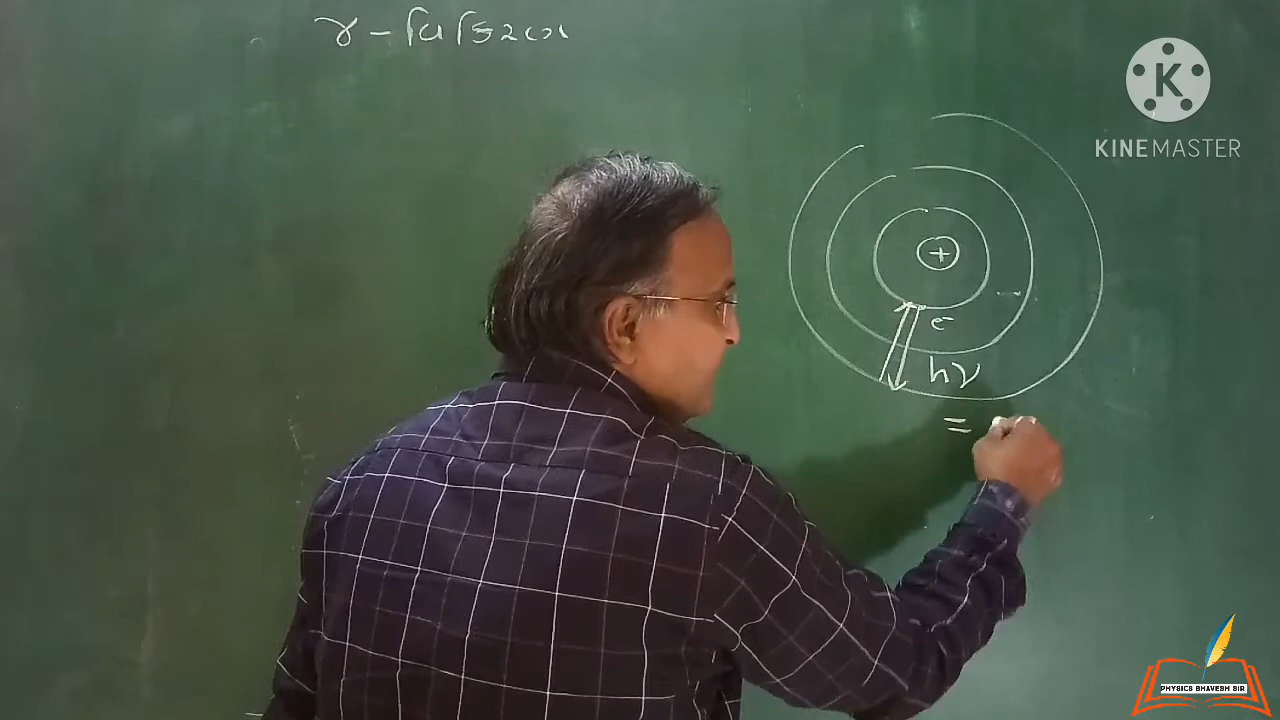 γ - વિકિરણ
K
KINEMASTER
+
-
e⁻
hν
=
PHYSICS BHAVESH SIR